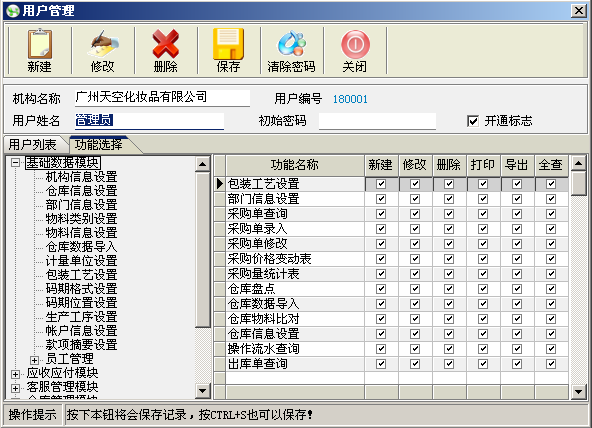 用户管理
新建 修改 删除 保存 清除密码 关闭
机构名称 广州天空化妆品有限公司 用户编号 180001
用户姓名 管理员 初始密码 开通标志
用户列表 功能选择
基础数据模块
机构信息设置
仓库信息设置
部门信息设置
物料类别设置
物料信息设置
仓库数据导入
计量单位设置
包装工艺设置
码期格式设置
码期位置设置
生产工序设置
帐户信息设置
款项摘要设置
员工管理
应收应付模块
客服管理模块
仓库管理模块
功能名称 新建 修改 删除 打印 导出 全查
包装工艺设置
部门信息设置
采购单查询
采购单录入
采购单修改
采购价格变动表
采购量统计表
仓库盘点
仓库数据导入
仓库物料比对
仓库信息设置
操作流水查询
出库单查询
操作提示 按下本钮将会保存记录，按CTRL+S也可以保存!